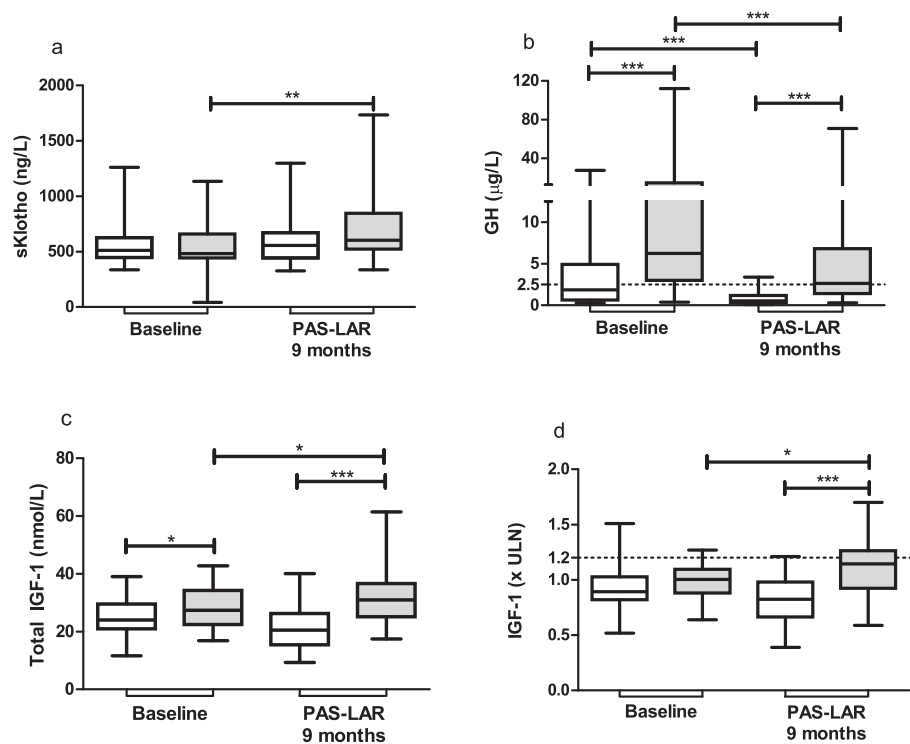 a
sKlotho (ng/L)
2000
1500
1000
500
0
**
Baseline
PAS-LAR
9 months
b
GH (μg/L)
120
80
40
10
5
2.5
0
***
***
***
***
Baseline
PAS-LAR
9 months
c
Total IGF-1 (nmol/L)
80
60
40
20
0
*
*
***
Baseline
PAS-LAR
9 months
d
IGF-1 (x ULN)
2.0
1.5
1.2
1.0
0.5
0.0
*
***
Baseline
PAS-LAR
9 months